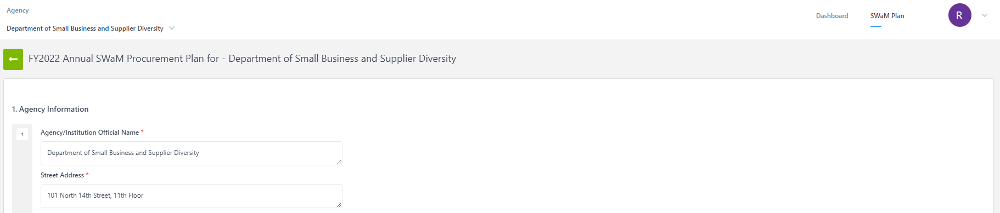 Agency
Department of Small Business and Supplier Diversity
Dashboard
SWaM Plan
R
FY2022 Annual SWaM Procurement Plan for - Department of Small Business and Supplier Diversity
1. Agency Information
1
Agency/Institution Official Name *
Department of Small Business and Supplier Diversity
Street Address *
101 North 14th Street, 11th Floor